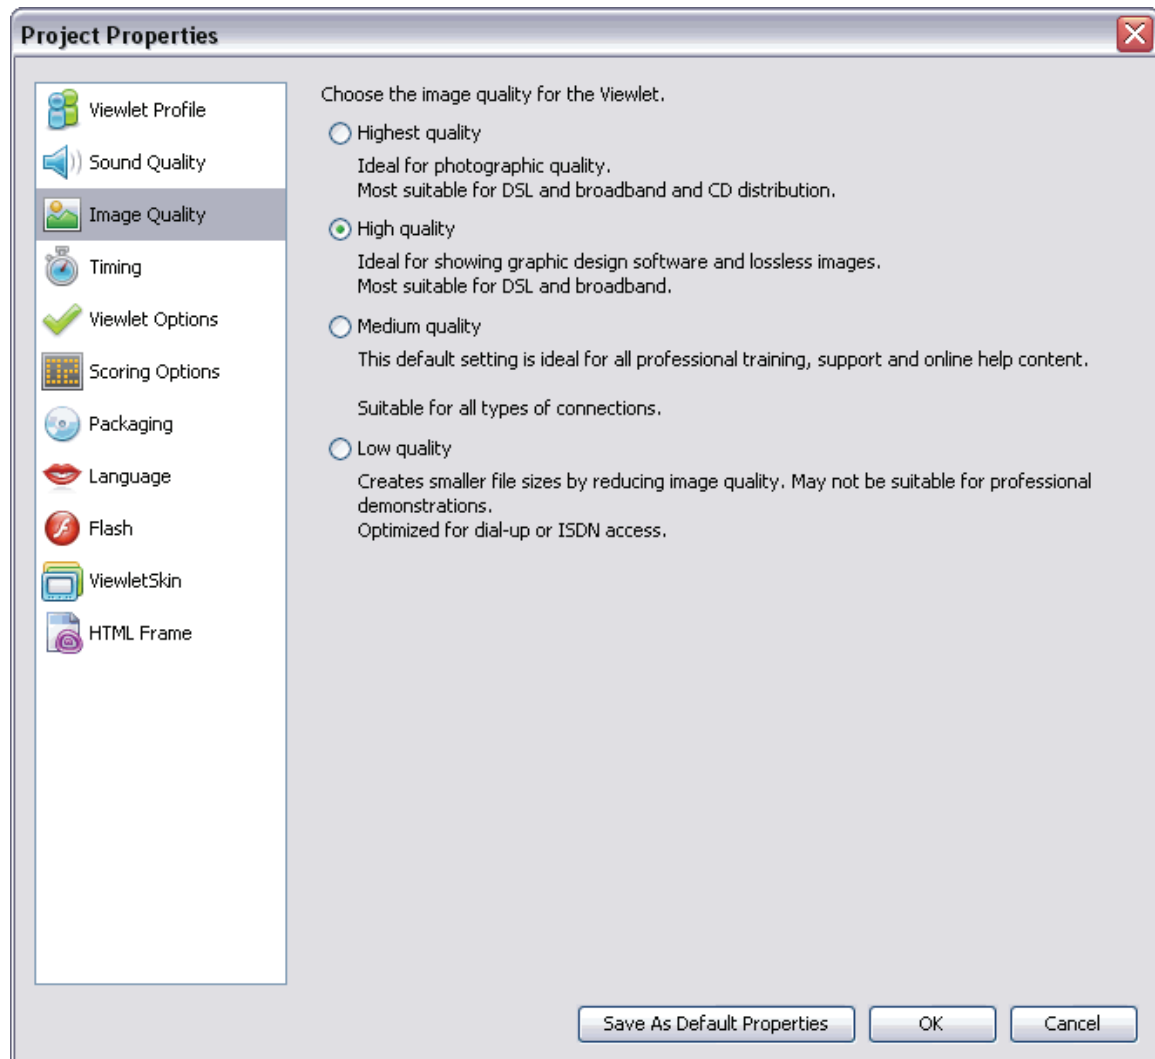 Project Properties
Viewlet Profile
Sound Quality
Image Quality
Timing
Viewlet Options
Scoring Options
Packaging
Language
Flash
ViewletSkin
HTML Frame
Choose the image quality for the Viewlet.
Highest quality
Ideal for photographic quality.
Most suitable for DSL and broadband and CD distribution.
High quality
Ideal for showing graphic design software and lossless images.
Most suitable for DSL and broadband.
Medium quality
This default setting is ideal for all professional training, support and online help content.
Suitable for all types of connections.
Low quality
Creates smaller file sizes by reducing image quality. May not be suitable for professional
demonstrations.
Optimized for dial-up or ISDN access.
Save As Default Properties
OK
Cancel